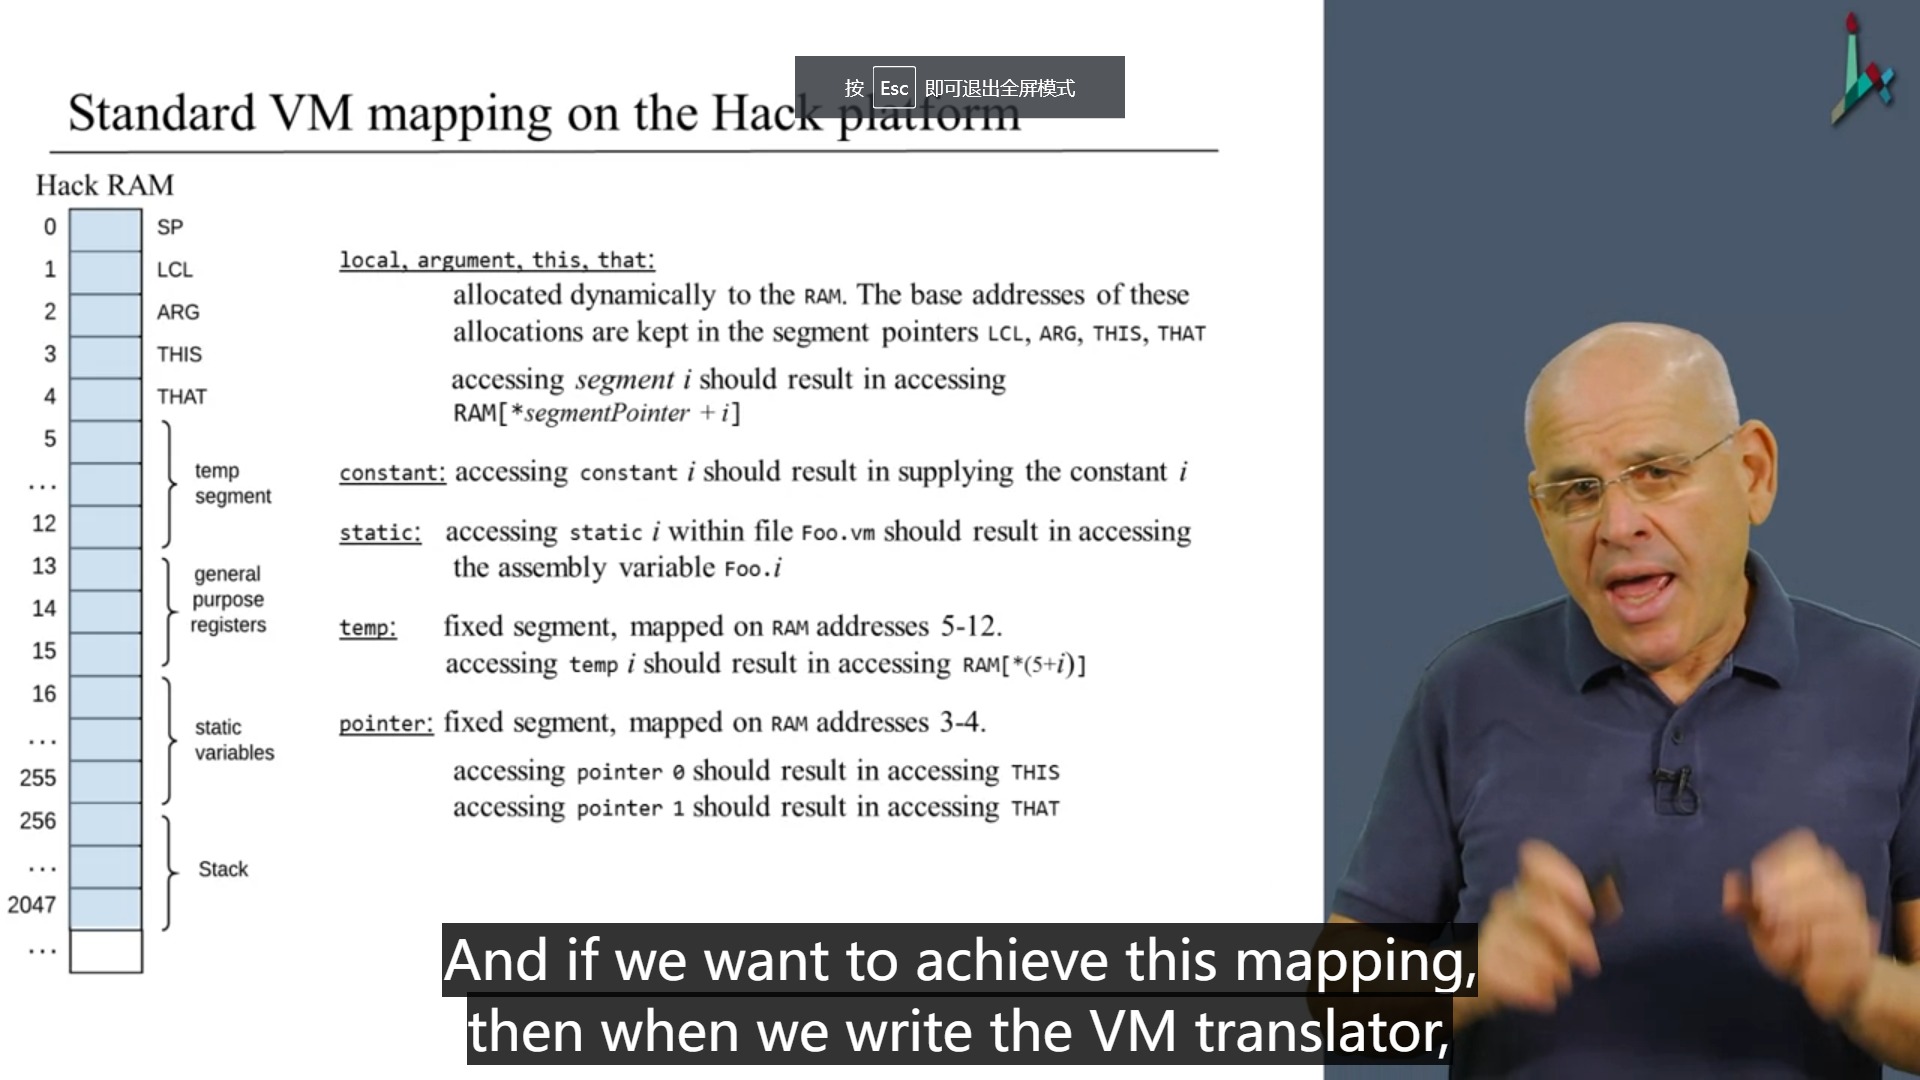 按 Esc 即可退出全屏模式
Standard VM mapping on the Hack platform
Hack RAM
0 SP
1 LCL
2 ARG
3 THIS
4 THAT
5
...
12
temp
segment
13
14
15
general
purpose
registers
16
...
255
static
variables
256
...
2047
Stack
...
local, argument, this, that:
allocated dynamically to the RAM. The base addresses of these
allocations are kept in the segment pointers LCL, ARG, THIS, THAT
accessing segment i should result in accessing
RAM[*segmentPointer + i]
constant: accessing constant i should result in supplying the constant i
static: accessing static i within file Foo.vm should result in accessing
the assembly variable Foo.i
temp: fixed segment, mapped on RAM addresses 5-12.
accessing temp i should result in accessing RAM[*(5+i)]
pointer: fixed segment, mapped on RAM addresses 3-4.
accessing pointer 0 should result in accessing THIS
accessing pointer 1 should result in accessing THAT
And if we want to achieve this mapping,
then when we write the VM translator,